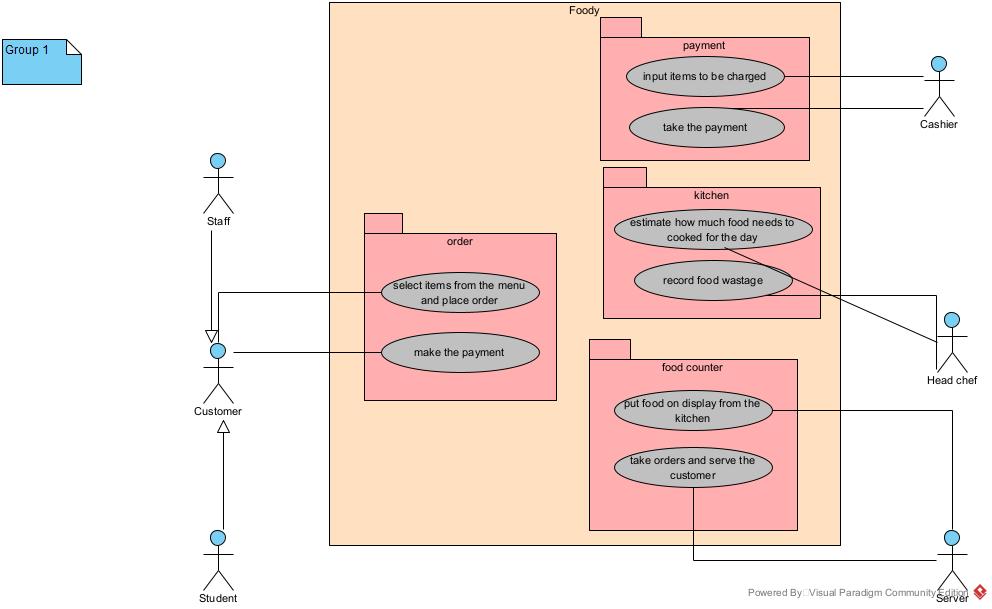 Foody
Group 1
payment
input items to be charged
take the payment
Cashier
Staff
kitchen
estimate how much food needs to
cooked for the day
record food wastage
order
select items from the menu
and place order
make the payment
Head chef
Customer
food counter
put food on display from the
kitchen
take orders and serve the
customer
Student
Server
Powered By Visual Paradigm Community Edition